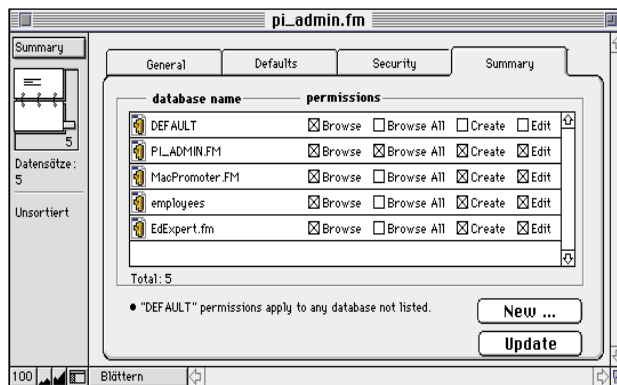 pi_admin.fm
Summary
5
Datensätze:
5
Unsortiert
General Defaults Security Summary
database name permissions
DEFAULT Browse Browse All Create Edit
PI_ADMIN.FM Browse Browse All Create Edit
MacPromoter.FM Browse Browse All Create Edit
employees Browse Browse All Create Edit
EdExpert.fm Browse Browse All Create Edit
Total: 5
• "DEFAULT" permissions apply to any database not listed.
New ...
Update
100 Blättern